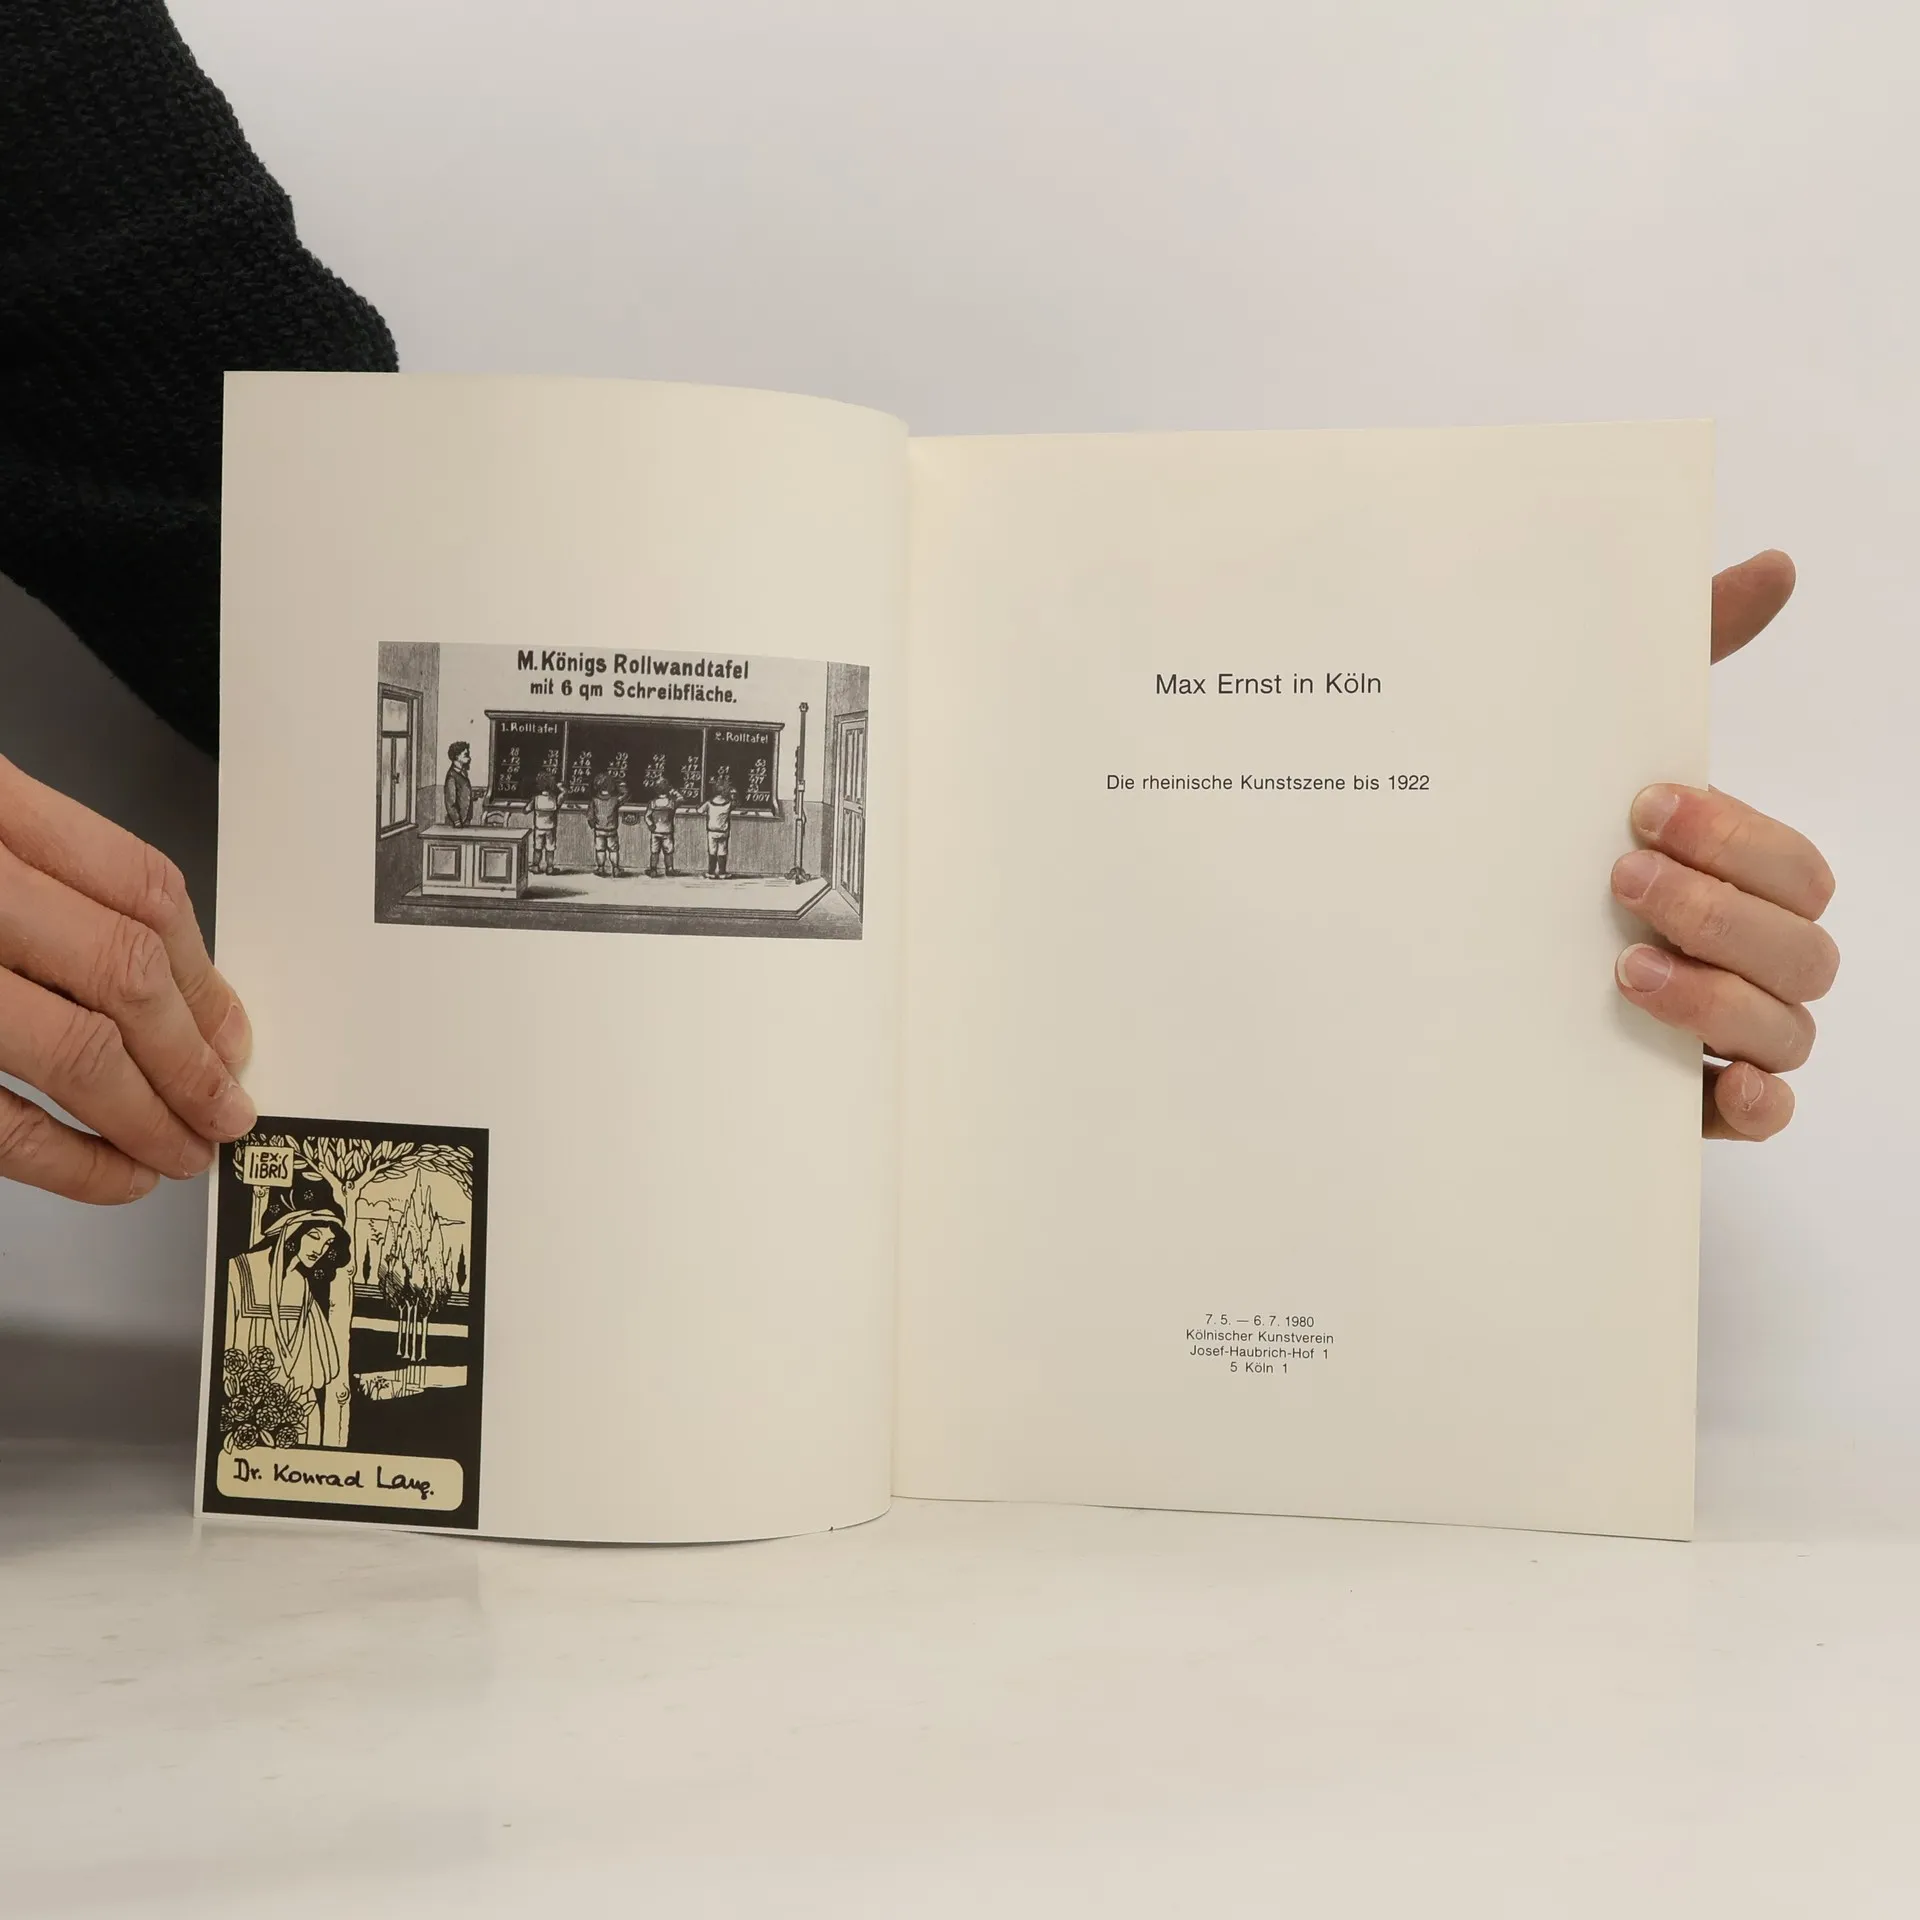 M. Königs Rollwandtafel
mit 6 qm Schreibfläche.
1. Rolltafel
2. Rolltafel
EX
LIBRIS
Dr. Konrad Lang.
Max Ernst in Köln
Die rheinische Kunstszene bis 1922
7. 5. — 6. 7. 1980
Kölnischer Kunstverein
Josef-Haubrich-Hof 1
5 Köln 1